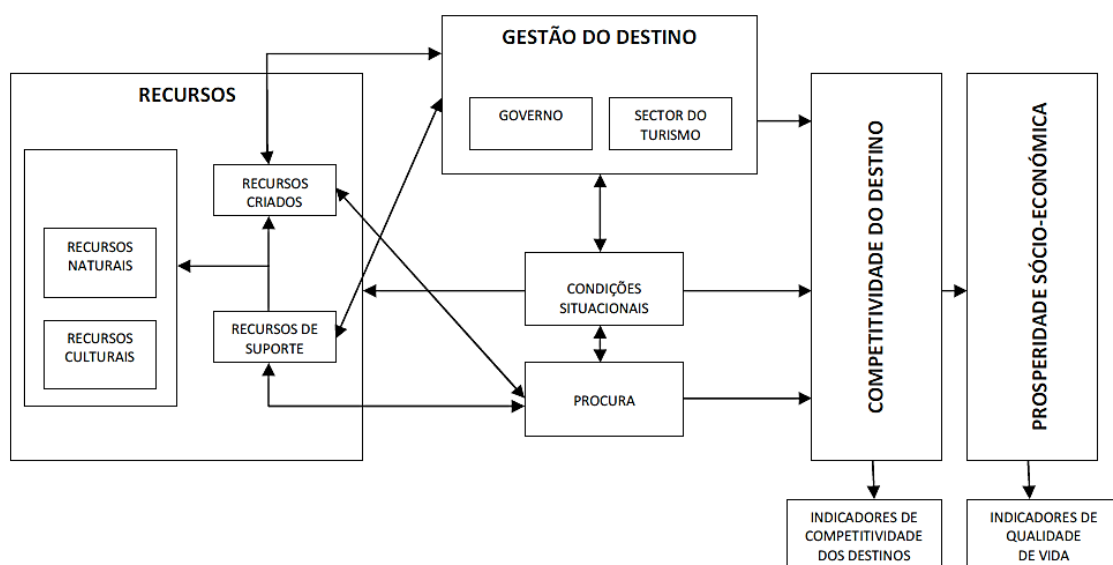 GESTÃO DO DESTINO
GOVERNO
SECTOR DO
TURISMO
RECURSOS
RECURSOS
CRIADOS
RECURSOS
NATURAIS
RECURSOS
CULTURAIS
RECURSOS DE
SUPORTE
CONDIÇÕES
SITUACIONAIS
PROCURA
COMPETITIVIDADE DO DESTINO
PROSPERIDADE SÓCIO-ECONÓMICA
INDICADORES DE
COMPETITIVIDADE
DOS DESTINOS
INDICADORES DE
QUALIDADE
DE VIDA